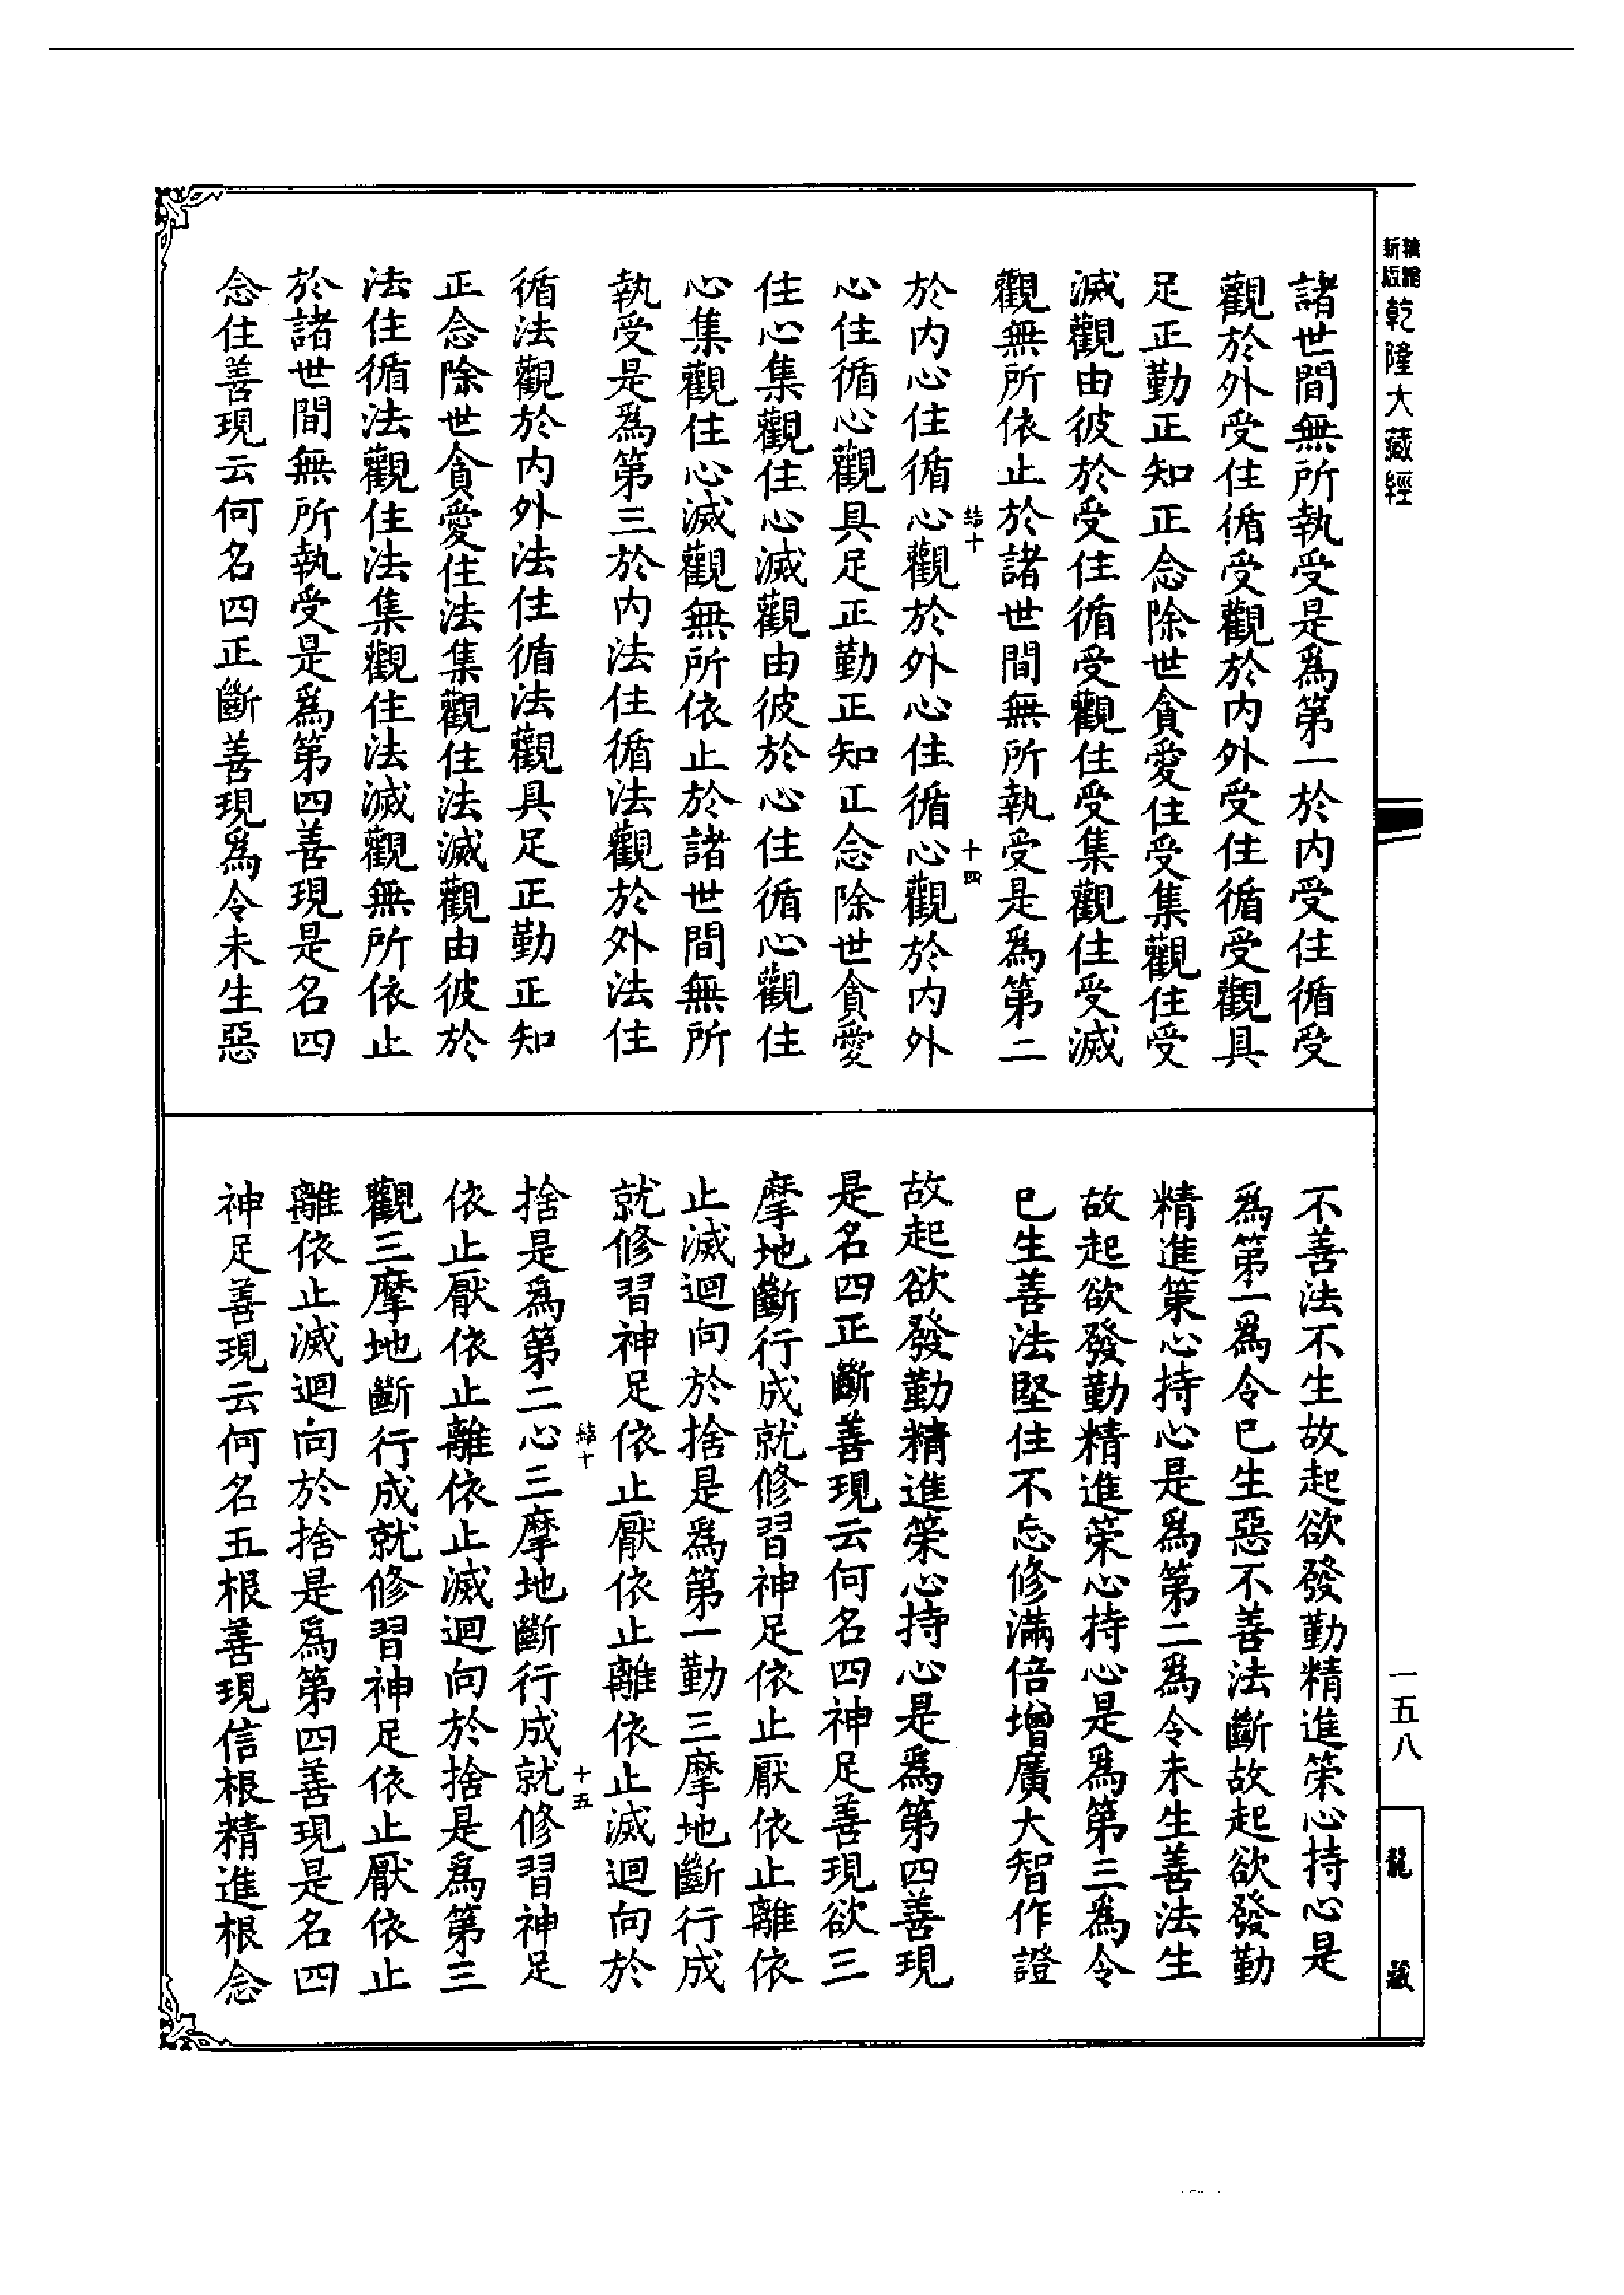 新版
精縮
乾隆大藏經
諸世間無所執受是爲第一於內受住循受
觀於外受住循受觀於內外受住循受觀具
足正勤正知正念除世貪愛住受集觀住受
滅觀由彼於受住循受觀住受集觀住受滅
觀無所依止於諸世間無所執受是爲第二
結十
十四
於內心住循心觀於外心住循心觀於內外
心住循心觀具足正勤正知正念除世貪愛
住心集觀住心滅觀由彼於心住循心觀住
心集觀住心滅觀無所依止於諸世間無所
執受是爲第三於內法住循法觀於外法住
循法觀於內外法住循法觀具足正勤正知
正念除世貪愛住法集觀住法滅觀由彼於
法住循法觀住法集觀住法滅觀無所依止
於諸世間無所執受是爲第四善現是名四
念住善現云何名四正斷善現爲令未生惡
不善法不生故起欲發勤精進策心持心是
爲第一爲令已生惡不善法斷故起欲發勤
精進策心持心是爲第二爲令未生善法生
故起欲發勤精進策心持心是爲第三爲令
已生善法堅住不忘修滿倍增廣大智作證
故起欲發勤精進策心持心是爲第四善現
是名四正斷善現云何名四神足善現欲三
摩地斷行成就修習神足依止厭依止離依
止滅迴向於捨是爲第一勤三摩地斷行成
就修習神足依止厭依止離依止滅迴向於
結十
十五
捨是爲第二心三摩地斷行成就修習神足
依止厭依止離依止滅迴向於捨是爲第三
觀三摩地斷行成就修習神足依止厭依止
離依止滅迴向於捨是爲第四善現是名四
神足善現云何名五根善現信根精進根念
一五八
龍藏